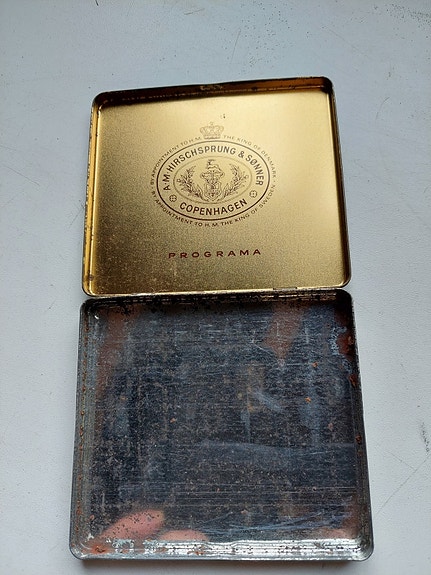 BY APPOINTMENT TO H.M. THE KING OF DENMARK
A.M. HIRSCHSPRUNG & SØNNER
COPENHAGEN
BY APPOINTMENT TO H.M. THE KING OF SWEDEN
PROGRAMA